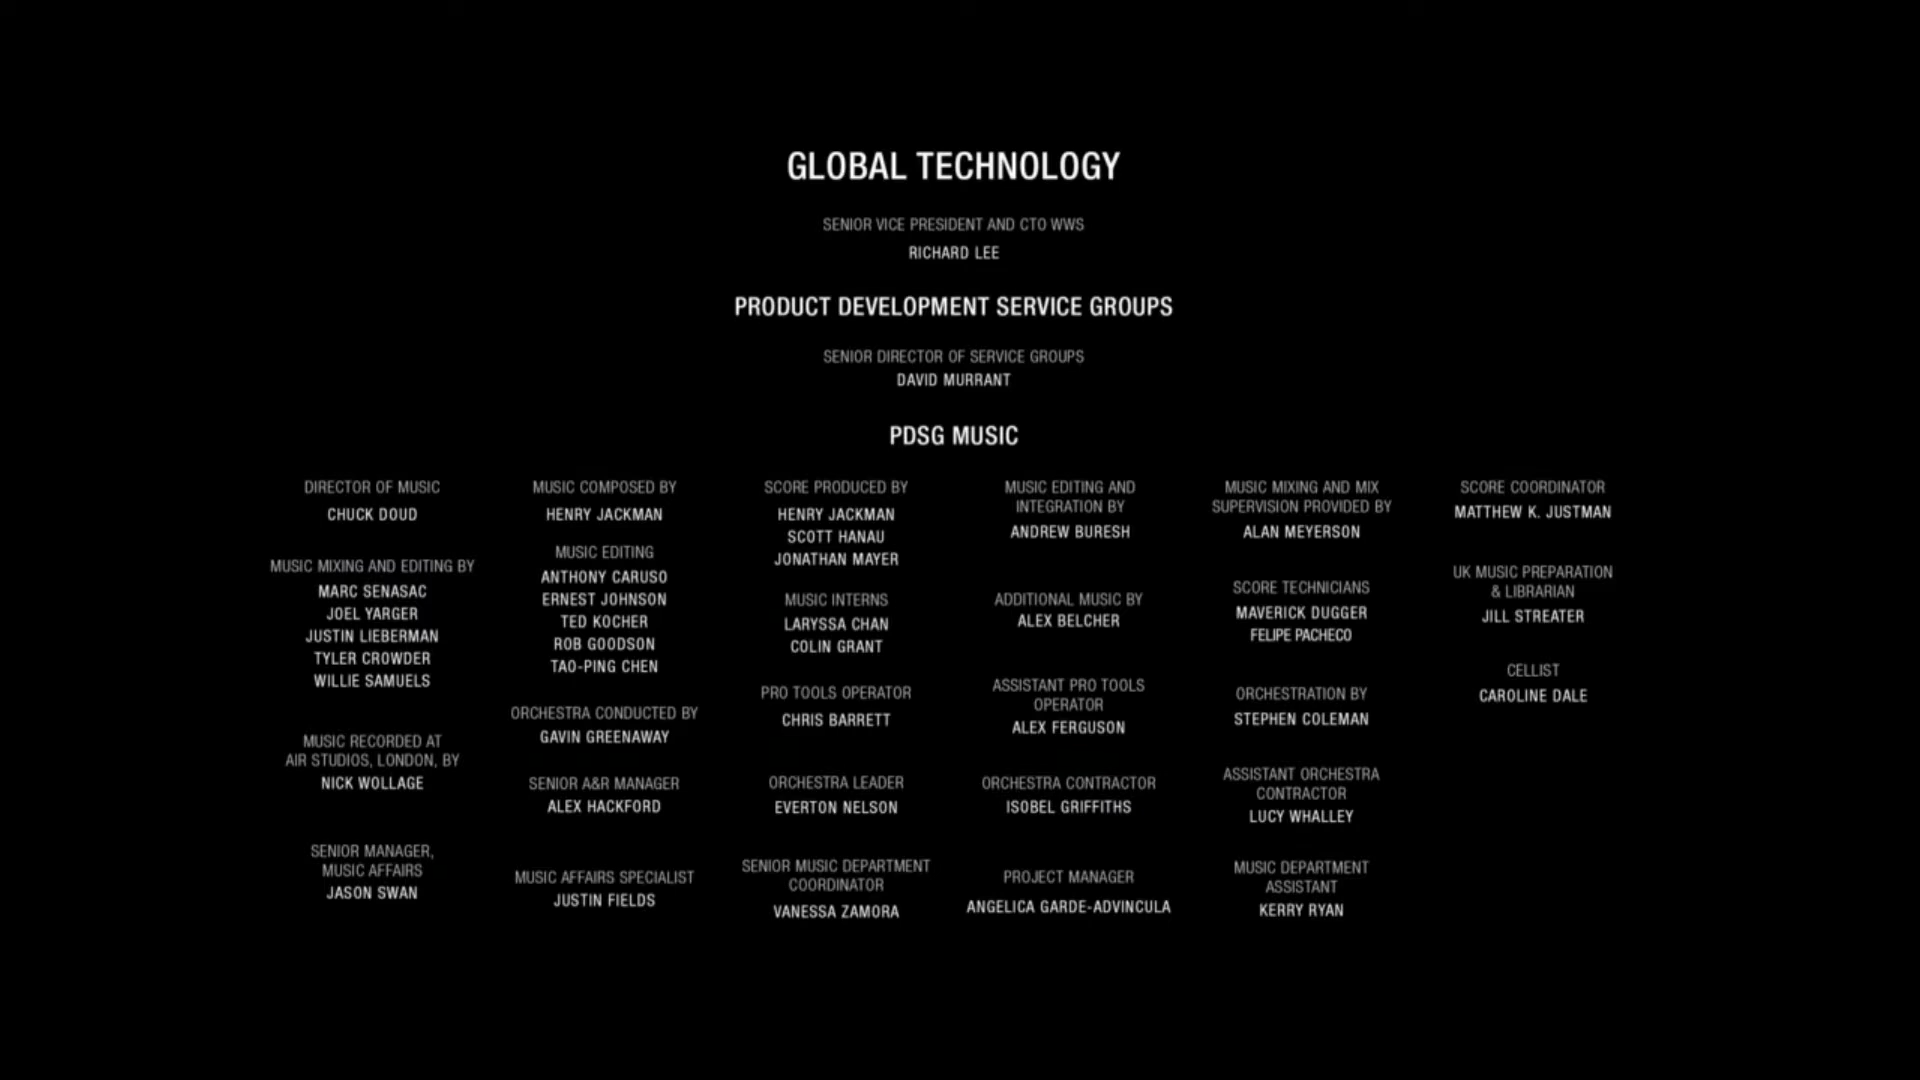 GLOBAL TECHNOLOGY
SENIOR VICE PRESIDENT AND CTO WWS
RICHARD LEE
PRODUCT DEVELOPMENT SERVICE GROUPS
SENIOR DIRECTOR OF SERVICE GROUPS
DAVID MURRANT
PDSG MUSIC
DIRECTOR OF MUSIC
CHUCK DOUD
MUSIC MIXING AND EDITING BY
MARC SENASAC
JOEL YARGER
JUSTIN LIEBERMAN
TYLER CROWDER
WILLIE SAMUELS
MUSIC RECORDED AT
AIR STUDIOS, LONDON, BY
NICK WOLLAGE
SENIOR MANAGER,
MUSIC AFFAIRS
JASON SWAN
MUSIC COMPOSED BY
HENRY JACKMAN
MUSIC EDITING
ANTHONY CARUSO
ERNEST JOHNSON
TED KOCHER
ROB GOODSON
TAO-PING CHEN
ORCHESTRA CONDUCTED BY
GAVIN GREENAWAY
SENIOR A&R MANAGER
ALEX HACKFORD
MUSIC AFFAIRS SPECIALIST
JUSTIN FIELDS
SCORE PRODUCED BY
HENRY JACKMAN
SCOTT HANAU
JONATHAN MAYER
MUSIC INTERNS
LARYSSA CHAN
COLIN GRANT
PRO TOOLS OPERATOR
CHRIS BARRETT
ORCHESTRA LEADER
EVERTON NELSON
SENIOR MUSIC DEPARTMENT
COORDINATOR
VANESSA ZAMORA
MUSIC EDITING AND
INTEGRATION BY
ANDREW BURESH
ADDITIONAL MUSIC BY
ALEX BELCHER
ASSISTANT PRO TOOLS
OPERATOR
ALEX FERGUSON
ORCHESTRA CONTRACTOR
ISOBEL GRIFFITHS
PROJECT MANAGER
ANGELICA GARDE-ADVINCULA
MUSIC MIXING AND MIX
SUPERVISION PROVIDED BY
ALAN MEYERSON
SCORE TECHNICIANS
MAVERICK DUGGER
FELIPE PACHECO
ORCHESTRATION BY
STEPHEN COLEMAN
ASSISTANT ORCHESTRA
CONTRACTOR
LUCY WHALLEY
MUSIC DEPARTMENT
ASSISTANT
KERRY RYAN
SCORE COORDINATOR
MATTHEW K. JUSTMAN
UK MUSIC PREPARATION
& LIBRARIAN
JILL STREATER
CELLIST
CAROLINE DALE